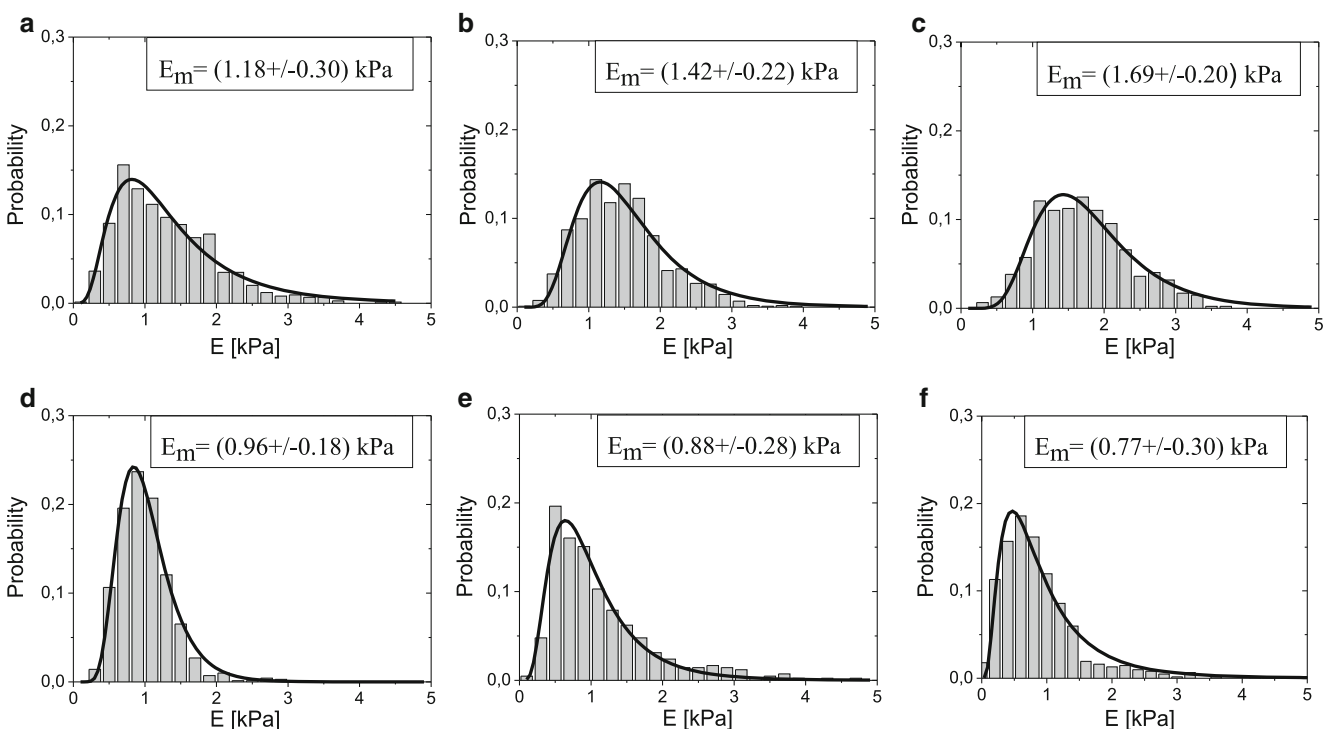 a
0,3
0,2
0,1
0,0
Probability
E_m= (1.18+/-0.30) kPa
0 1 2 3 4 5
E [kPa]
b
0,3
0,2
0,1
0,0
Probability
E_m= (1.42+/-0.22) kPa
0 1 2 3 4 5
E [kPa]
c
0,3
0,2
0,1
0,0
Probability
E_m= (1.69+/-0.20) kPa
0 1 2 3 4 5
E [kPa]
d
0,3
0,2
0,1
0,0
Probability
E_m= (0.96+/-0.18) kPa
0 1 2 3 4 5
E [kPa]
e
0,3
0,2
0,1
0,0
Probability
E_m= (0.88+/-0.28) kPa
0 1 2 3 4 5
E [kPa]
f
0,3
0,2
0,1
0,0
Probability
E_m= (0.77+/-0.30) kPa
0 1 2 3 4 5
E [kPa]